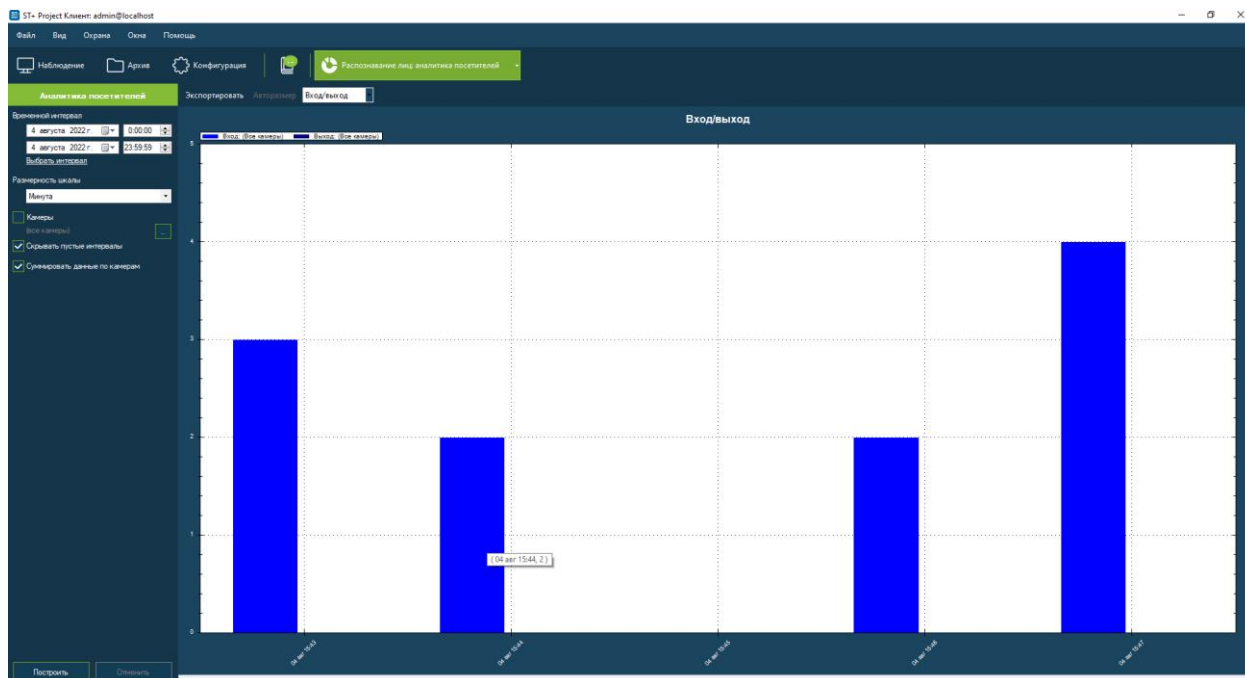 ST+ Project Клиент: admin@localhost
Файл Вид Охрана Окна Помощь
Наблюдение Архив Конфигурация Распознавание лиц: аналитика посетителей
Аналитика посетителей
Экспортировать Авторазмер Вход/выход
Временной интервал
4 августа 2022 г. 0:00:00
4 августа 2022 г. 23:59:59
Выбрать интервал
Размерность шкалы
Минута
Камеры
(все камеры)
...
Скрывать пустые интервалы
Суммировать данные по камерам
Построить Отменить
Вход/выход
Вход: (Все камеры) Выход: (Все камеры)
5
4
3
2
1
0
( 04 авг 15:44, 2 )
04 авг 15:43 04 авг 15:44 04 авг 15:45 04 авг 15:46 04 авг 15:47